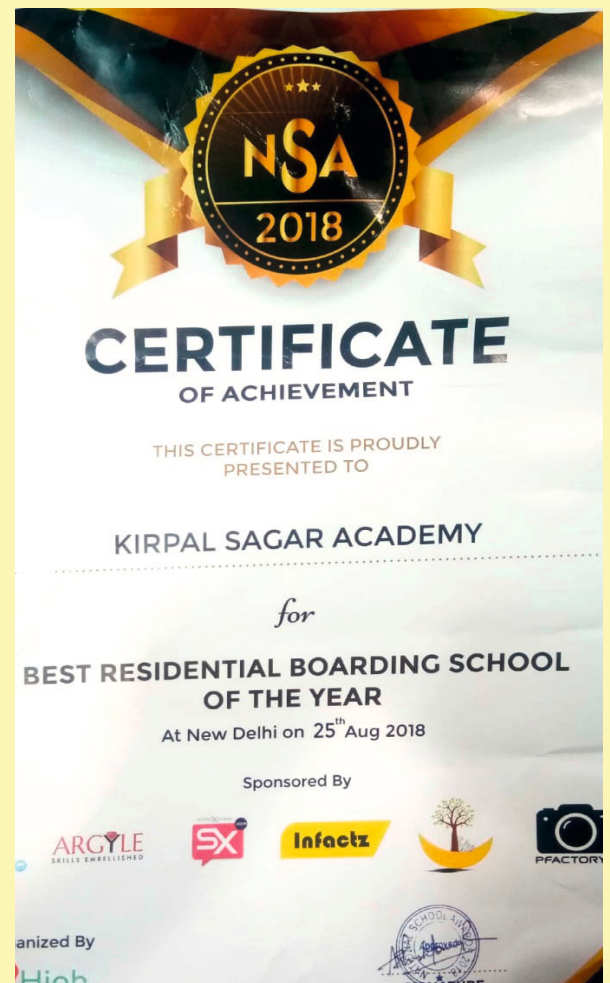 NSA
2018
CERTIFICATE
OF ACHIEVEMENT
THIS CERTIFICATE IS PROUDLY
PRESENTED TO
KIRPAL SAGAR ACADEMY
for
BEST RESIDENTIAL BOARDING SCHOOL
OF THE YEAR
At New Delhi on 25th Aug 2018
Sponsored By
ARGYLE
SKILLS EMBELLISHED
SX
Infactz
PFACTORY
anized By
High